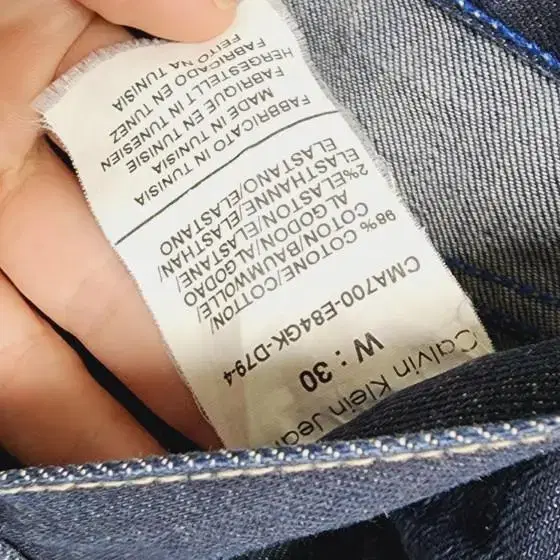 Calvin Klein Jea
W : 30
CMA700-E84GK-D79-4
98% COTONE/COTTON/
COTON/BAUMWOLLE/
ALGODON/ALGODAO
2%ELASTON/ELASTANE/
ELASTHANNE/ELASTHAN/
ELASTANO/ELASTANO
FABBRICATO IN TUNISIA
MADE IN TUNISIA
FABRIQUE EN TUNISIE
HERGESTELLT IN TUNESIEN
FABRICADO EN TUNEZ
FEITO NA TUNISIA